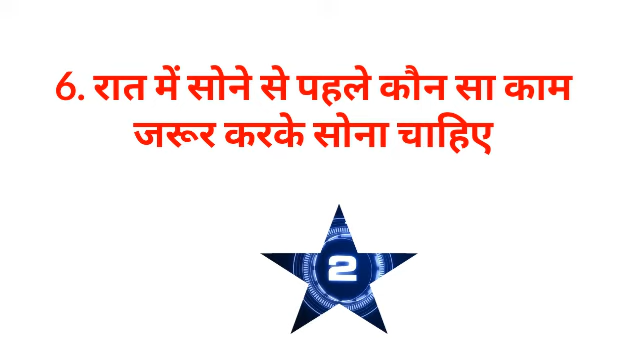 6. रात में सोने से पहले कौन सा काम
जरूर करके सोना चाहिए
2